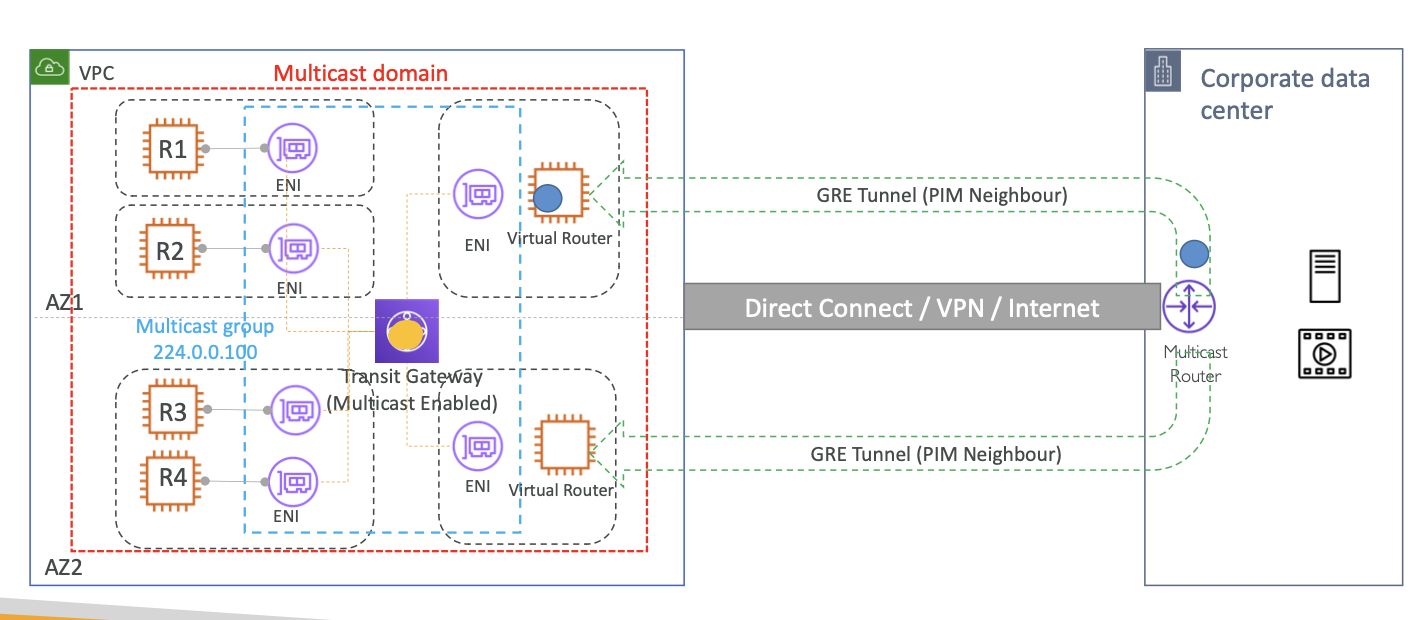 VPC
Multicast domain
Corporate data
center
R1
ENI
GRE Tunnel (PIM Neighbour)
R2
ENI
ENI
Virtual Router
AZ1
Direct Connect / VPN / Internet
Multicast group
224.0.0.100
Multicast
Router
Transit Gateway
(Multicast Enabled)
R3
R4
ENI
ENI
Virtual Router
GRE Tunnel (PIM Neighbour)
AZ2